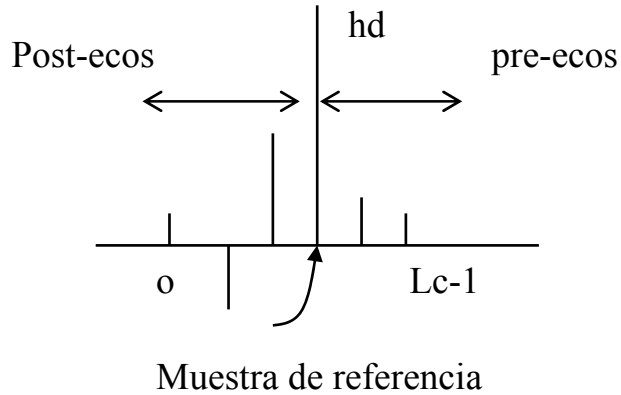 hd
Post-ecos
pre-ecos
o
Lc-1
Muestra de referencia